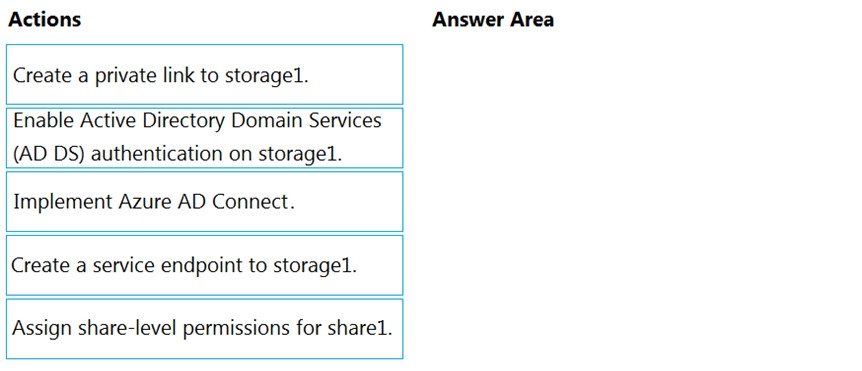 Actions
Answer Area
Create a private link to storage1.
Enable Active Directory Domain Services
(AD DS) authentication on storage1.
Implement Azure AD Connect.
Create a service endpoint to storage1.
Assign share-level permissions for share1.